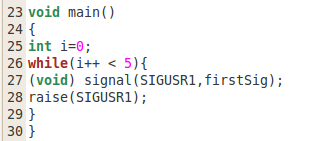 23 void main()
24 {
25 int i=0;
26 while(i++ < 5){
27 (void) signal(SIGUSR1,firstSig);
28 raise(SIGUSR1);
29 }
30 }